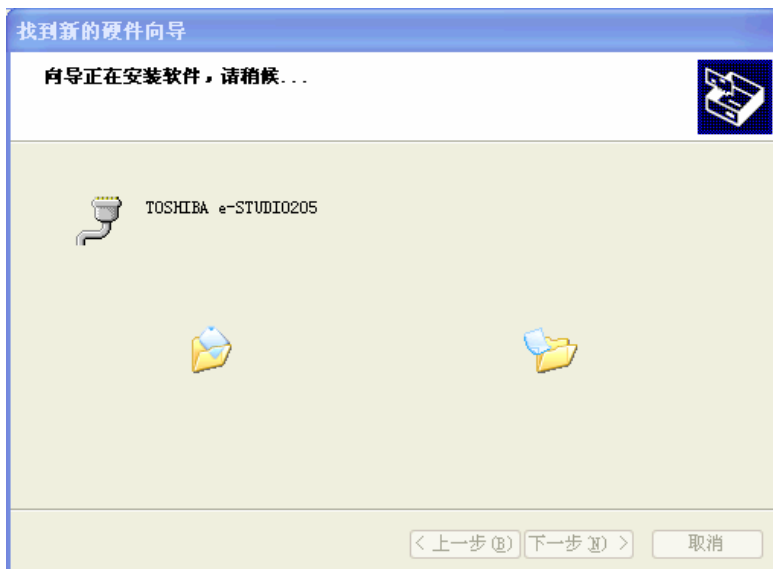 找到新的硬件向导
向导正在安装软件，请稍候...
TOSHIBA e-STUDIO205
< 上一步(B) 下一步(N) > 取消